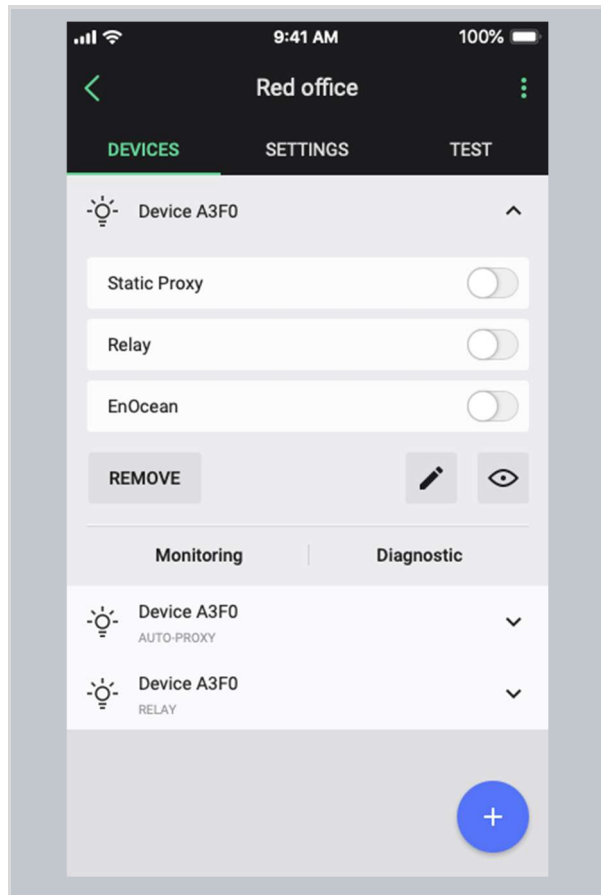 9:41 AM 100%
Red office
DEVICES SETTINGS TEST
Device A3F0
Static Proxy
Relay
EnOcean
REMOVE
Monitoring Diagnostic
Device A3F0
AUTO-PROXY
Device A3F0
RELAY